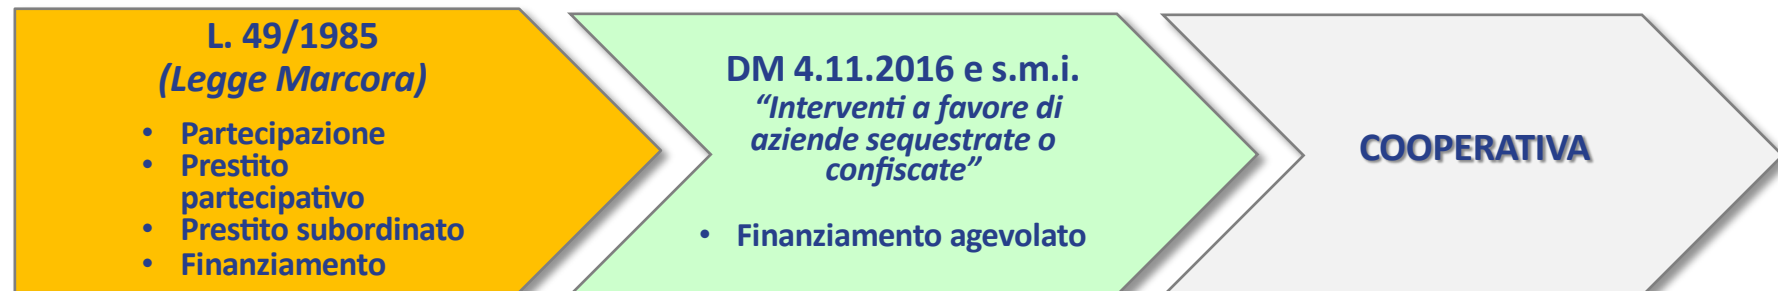 L. 49/1985
(Legge Marcora)
• Partecipazione
• Prestito
partecipativo
• Prestito subordinato
• Finanziamento
DM 4.11.2016 e s.m.i.
“Interventi a favore di
aziende sequestrate o
confiscate”
• Finanziamento agevolato
COOPERATIVA